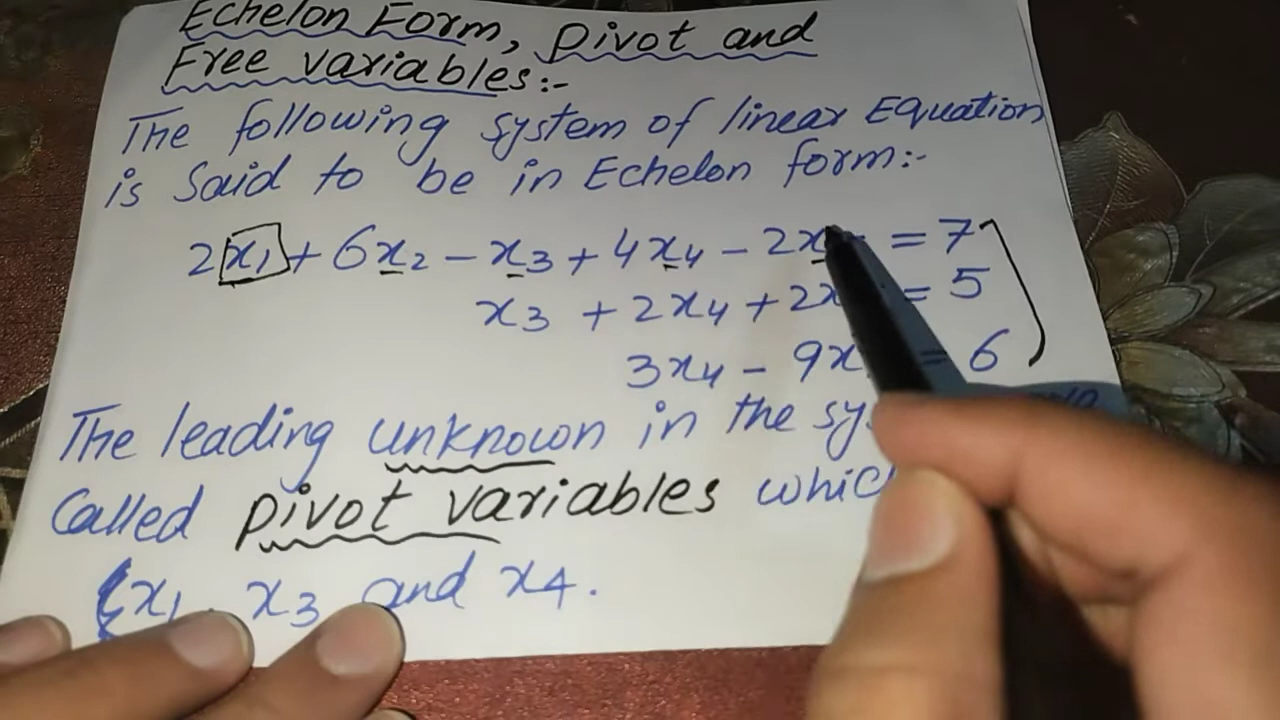 Echelon Form, pivot and
Free variables:-
The following system of linear Equation
is Said to be in Echelon form:-
2x₁ + 6x₂ - x₃ + 4x₄ - 2x = 7
x₃ + 2x₄ + 2x = 5
3x₄ - 9x = 6
The leading unknown in the
Called pivot variables
x₁, x₃ and x₄.